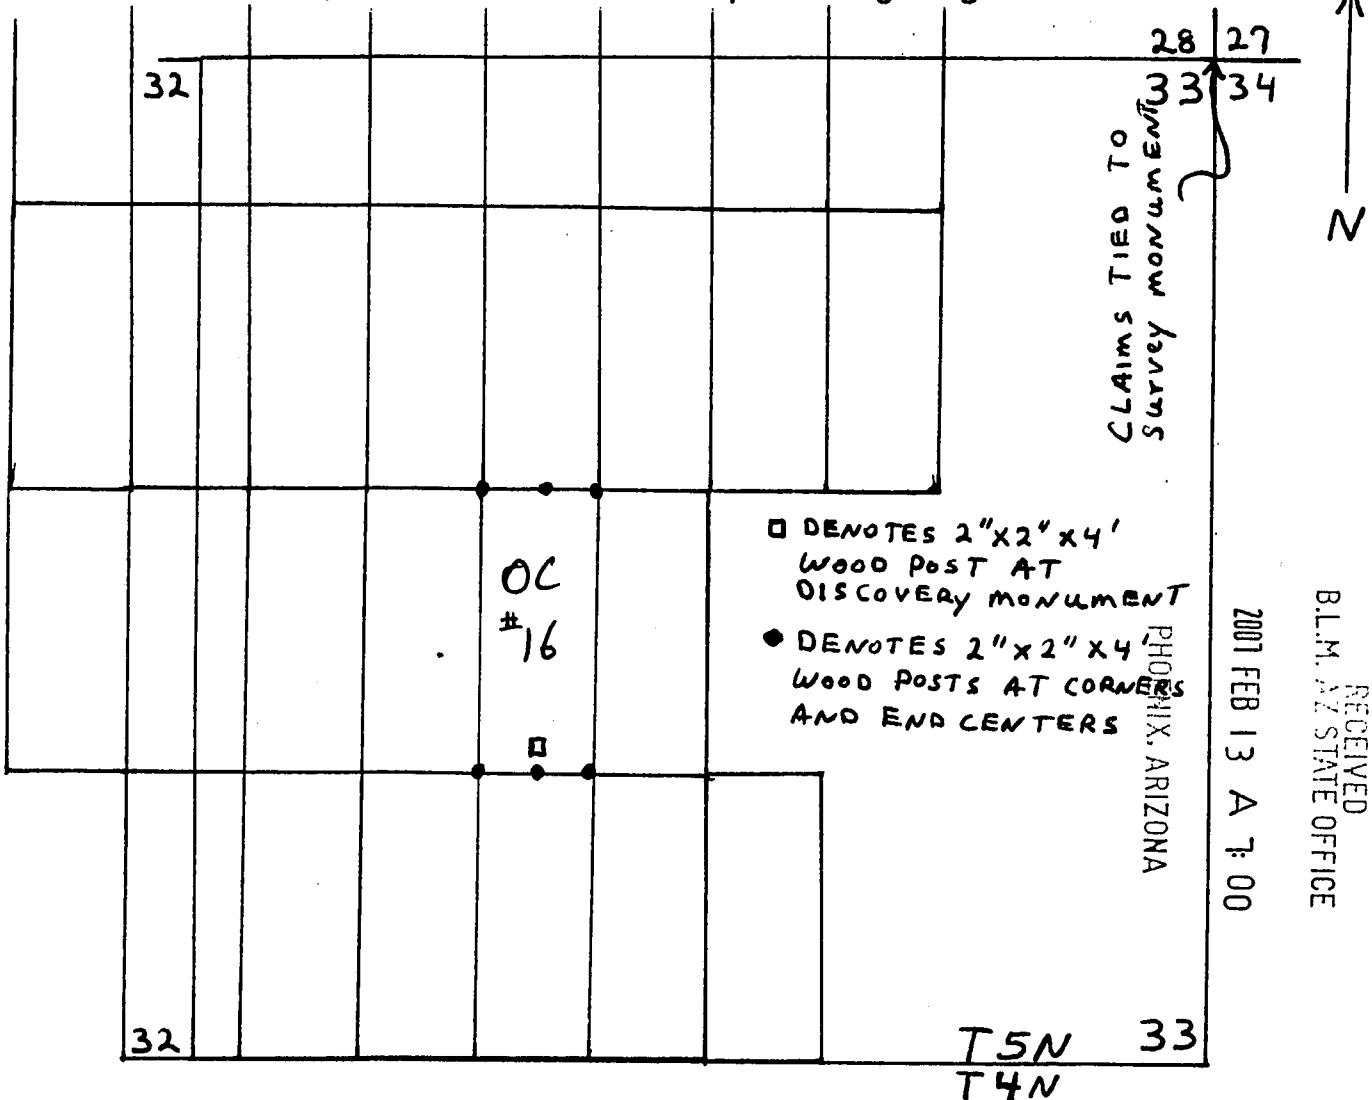 28 27
32
33 34
N
CLAIMS TIED TO
Survey MONUMENT
□ DENOTES 2"x2"x4'
WOOD POST AT
DISCOVERY MONUMENT
● DENOTES 2"x2"x4'
WOOD POSTS AT CORNERS
AND END CENTERS
OC
#16
RECEIVED
B.L.M. AZ STATE OFFICE
2007 FEB 13 A 7:00
PHOENIX, ARIZONA
32
T5N 33
T4N